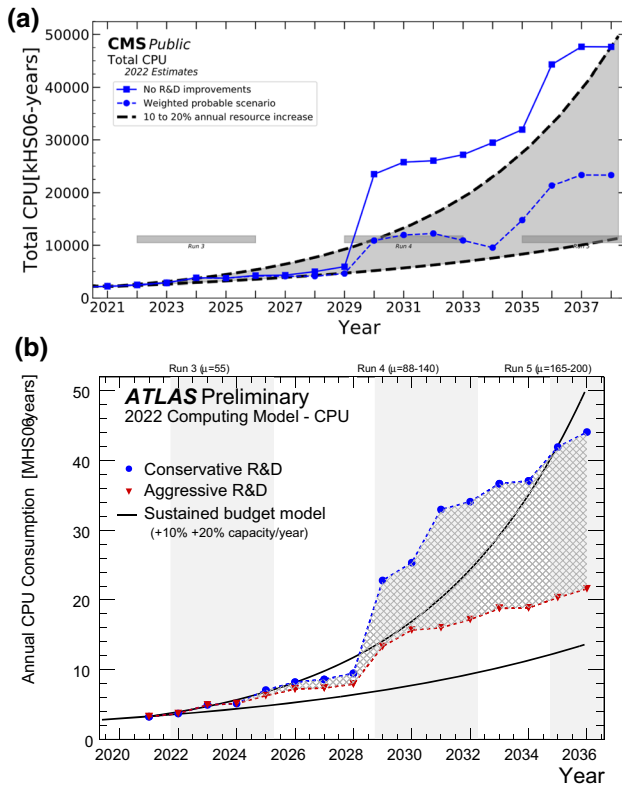 (a)
50000
CMS Public
Total CPU
2022 Estimates
No R&D improvements
Weighted probable scenario
10 to 20% annual resource increase
40000
30000
20000
10000
0
Total CPU[kHS06-years]
Run 3
Run 4
Run 5
2021 2023 2025 2027 2029 2031 2033 2035 2037
Year
(b)
Run 3 (μ=55) Run 4 (μ=88-140) Run 5 (μ=165-200)
50
ATLAS Preliminary
2022 Computing Model - CPU
Conservative R&D
Aggressive R&D
Sustained budget model
(+10% +20% capacity/year)
40
30
20
10
0
Annual CPU Consumption [MHS06years]
2020 2022 2024 2026 2028 2030 2032 2034 2036
Year